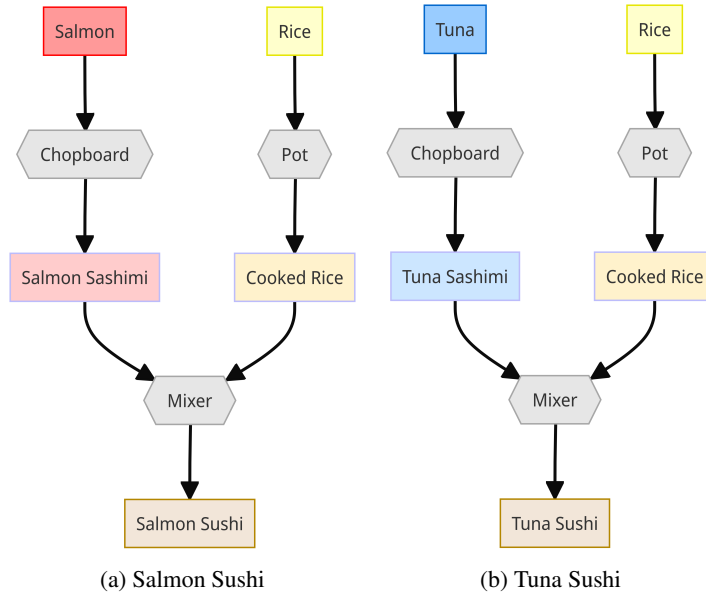 Salmon
Rice
Chopboard
Pot
Salmon Sashimi
Cooked Rice
Mixer
Salmon Sushi
(a) Salmon Sushi
Tuna
Rice
Chopboard
Pot
Tuna Sashimi
Cooked Rice
Mixer
Tuna Sushi
(b) Tuna Sushi